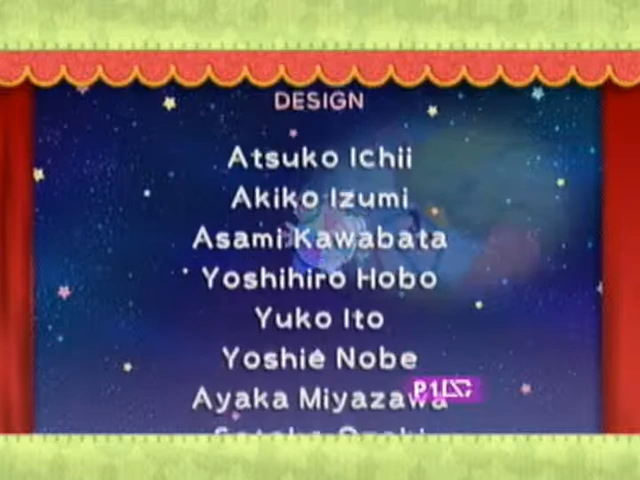 DESIGN
Atsuko Ichii
Akiko Izumi
Asami Kawabata
Yoshihiro Hobo
Yuko Ito
Yoshie Nobe
Ayaka Miyazawa